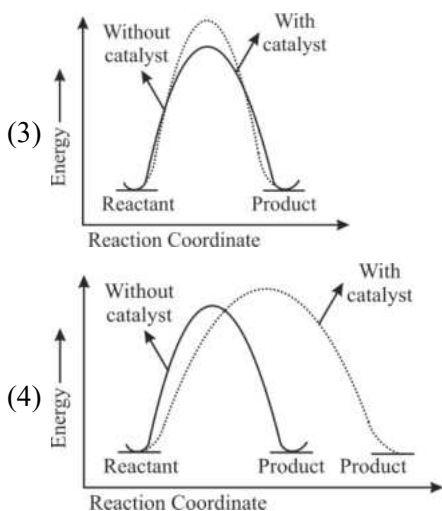 Without
catalyst
With
catalyst
(3)
Energy
Reactant
Product
Reaction Coordinate
Without
catalyst
With
catalyst
(4)
Energy
Reactant
Product
Product
Reaction Coordinate